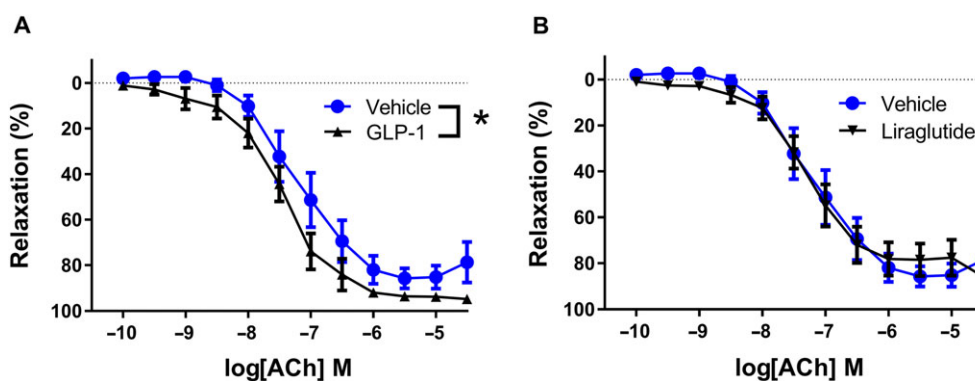 A
Relaxation (%)
0
20
40
60
80
100
Vehicle
GLP-1
*
–10
–9
–8
–7
–6
–5
log[ACh] M
B
Relaxation (%)
0
20
40
60
80
100
Vehicle
Liraglutide
–10
–9
–8
–7
–6
–5
log[ACh] M